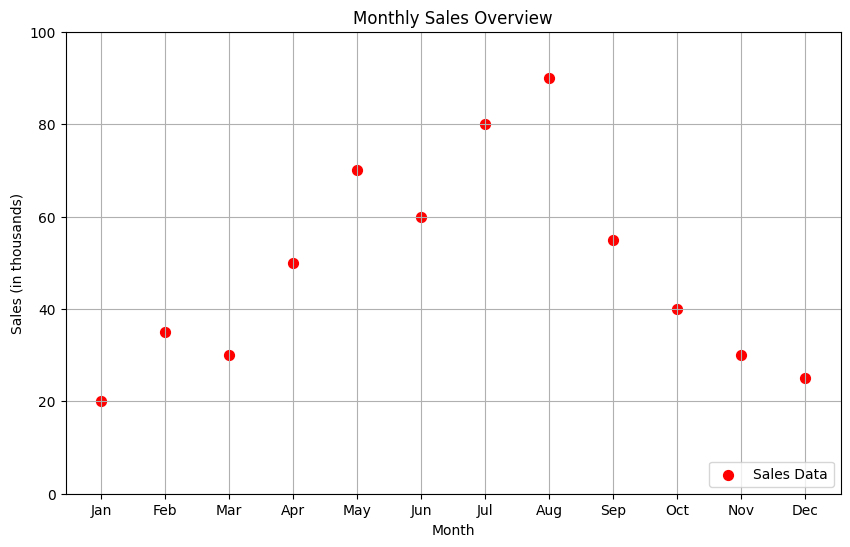 Monthly Sales Overview
100
80
60
40
20
0
Sales (in thousands)
Sales Data
Jan Feb Mar Apr May Jun Jul Aug Sep Oct Nov Dec
Month